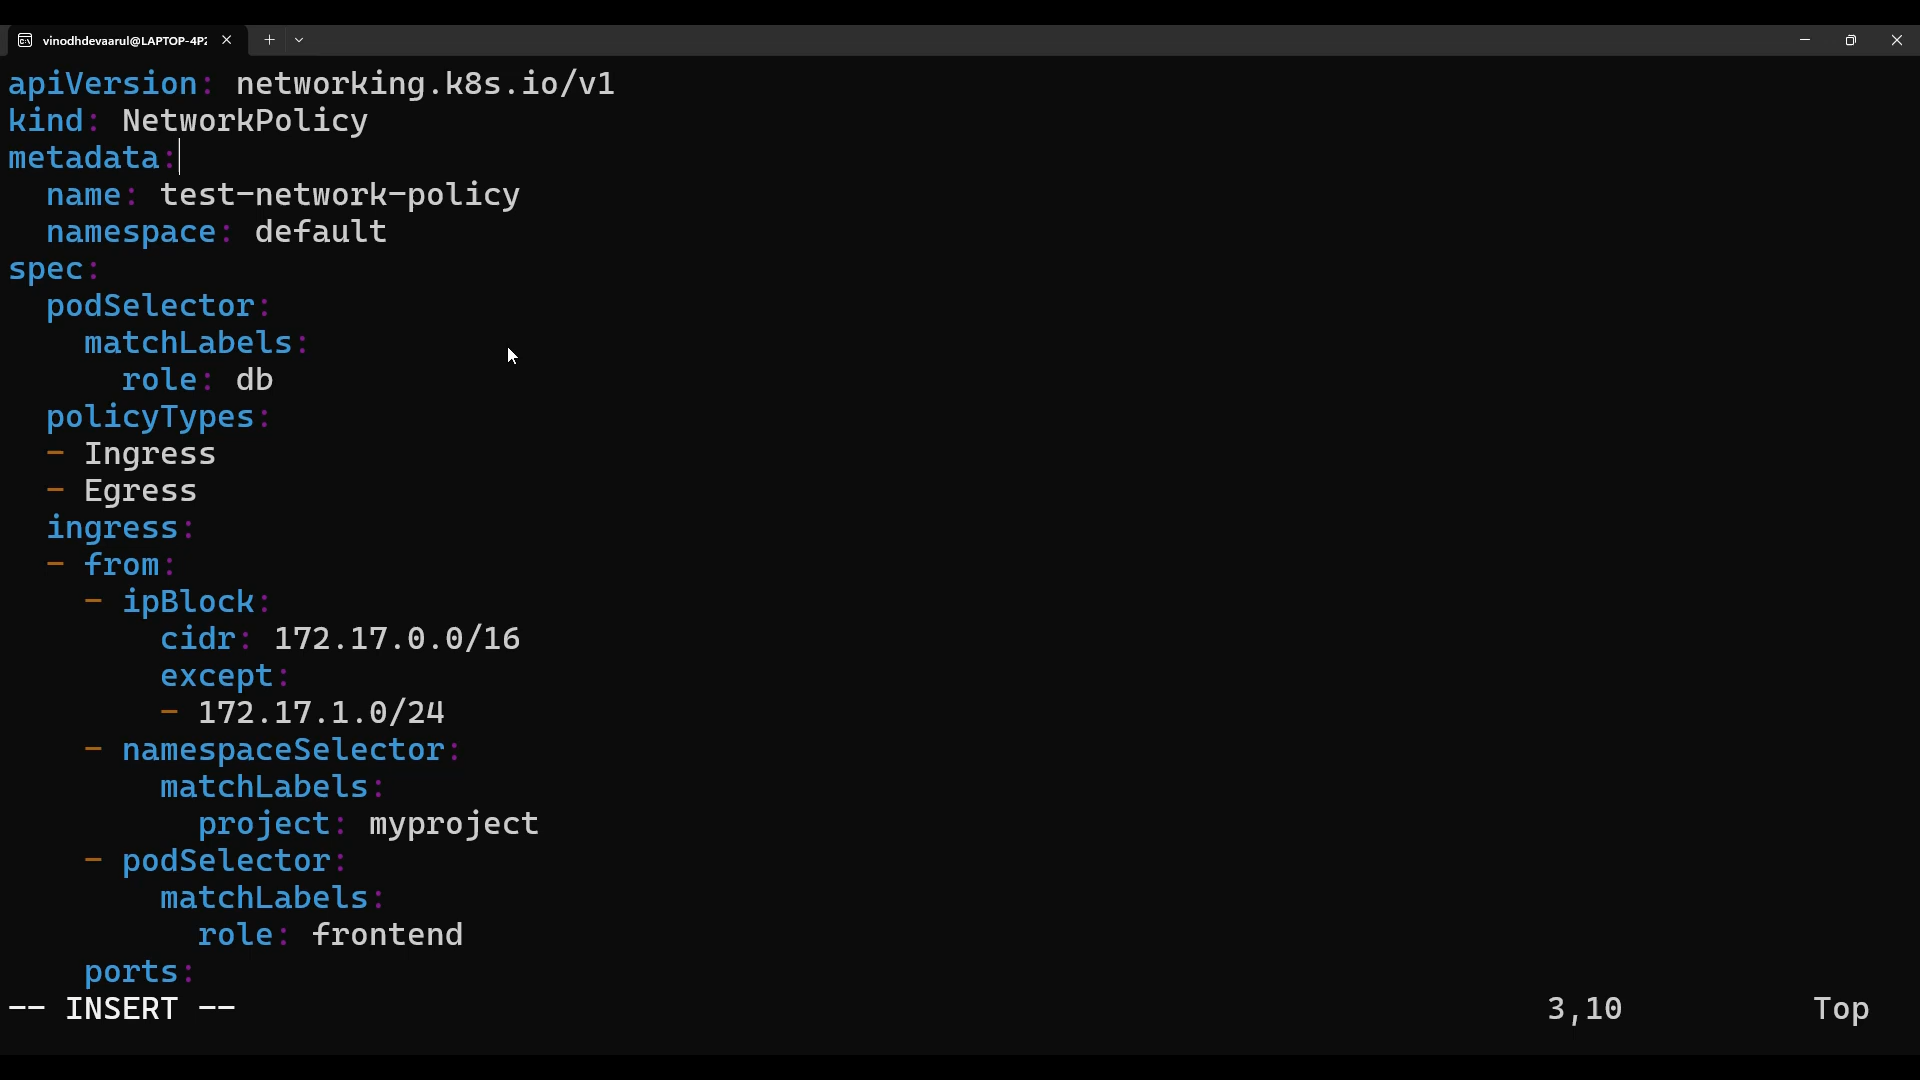 vinodhdevaarul@LAPTOP-4P
apiVersion: networking.k8s.io/v1
kind: NetworkPolicy
metadata:
  name: test-network-policy
  namespace: default
spec:
  podSelector:
    matchLabels:
      role: db
  policyTypes:
  - Ingress
  - Egress
  ingress:
  - from:
    - ipBlock:
        cidr: 172.17.0.0/16
        except:
        - 172.17.1.0/24
    - namespaceSelector:
        matchLabels:
          project: myproject
    - podSelector:
        matchLabels:
          role: frontend
    ports:
-- INSERT -- 3,10 Top